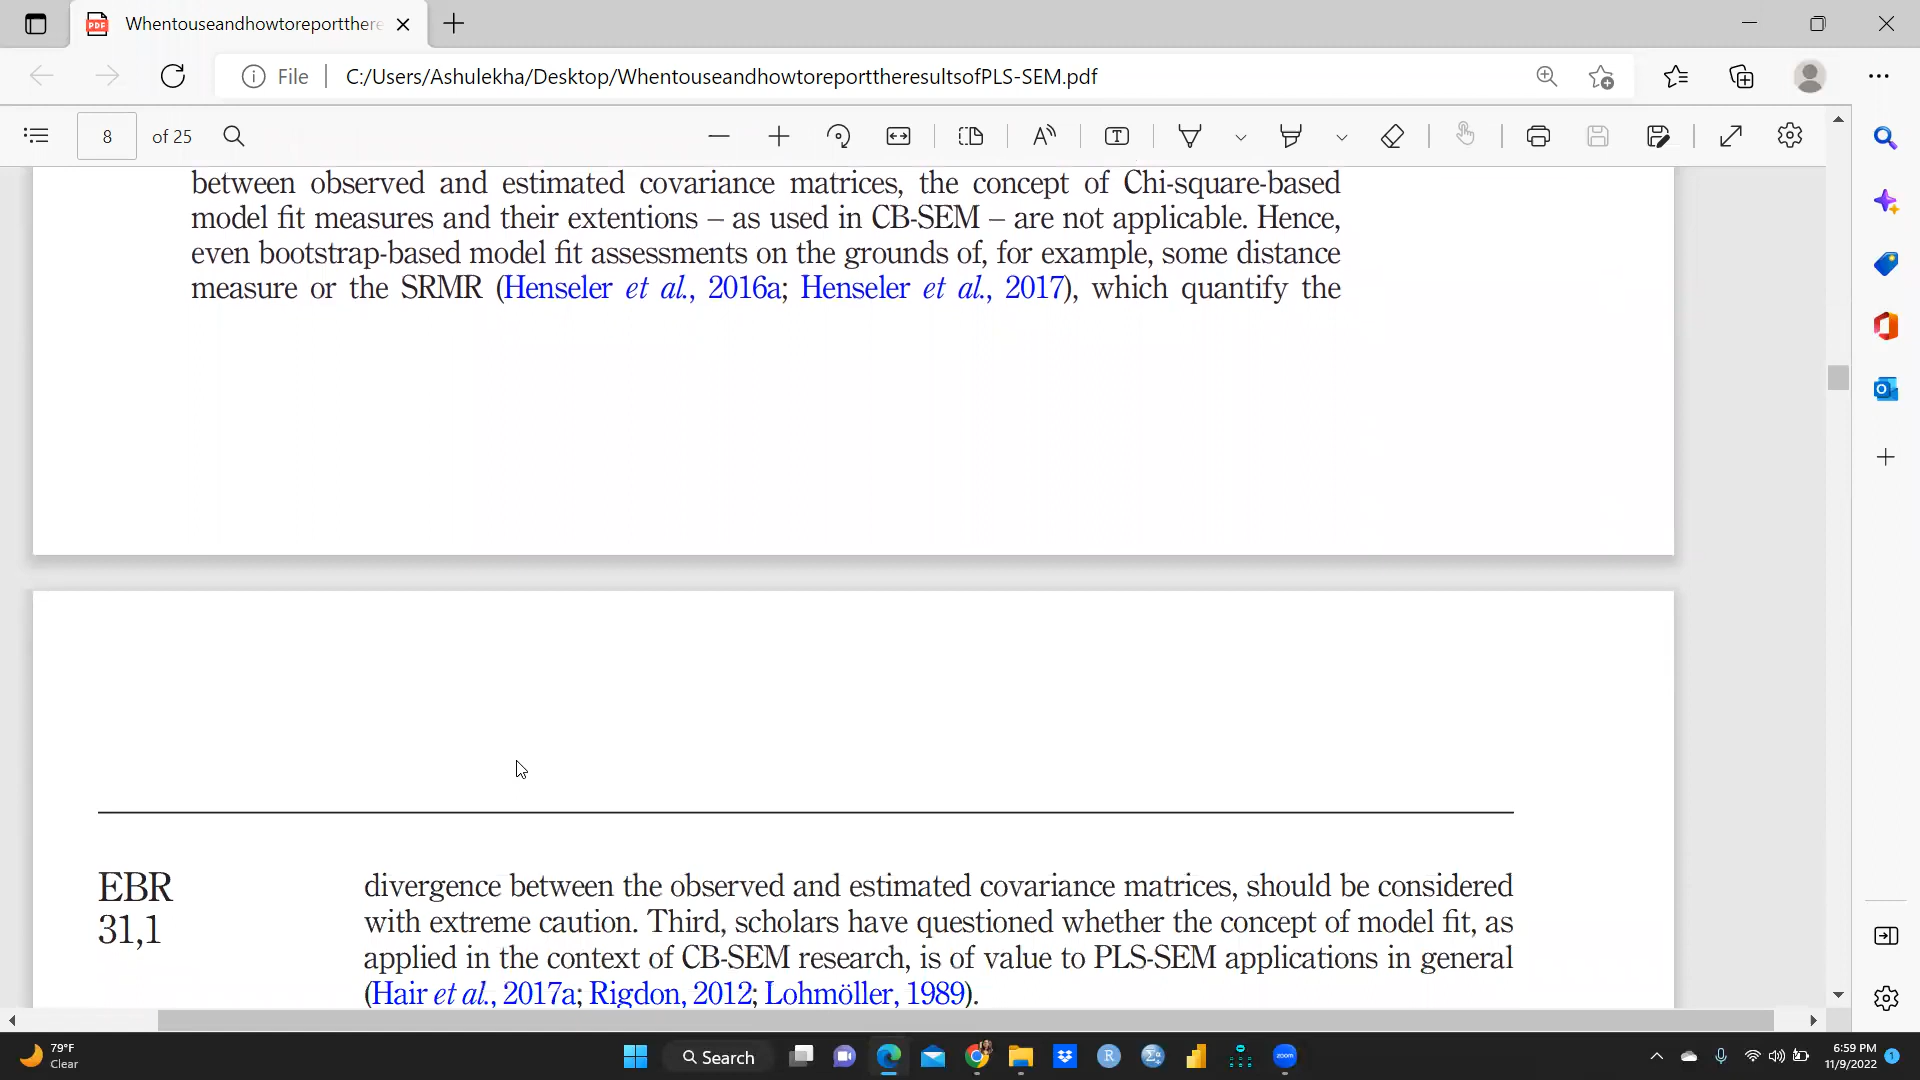 Whentouseandhowtoreportthere
File
C:/Users/Ashulekha/Desktop/WhentouseandhowtoreporttheresultsofPLS-SEM.pdf
8 of 25
between observed and estimated covariance matrices, the concept of Chi-square-based
model fit measures and their extentions – as used in CB-SEM – are not applicable. Hence,
even bootstrap-based model fit assessments on the grounds of, for example, some distance
measure or the SRMR (Henseler et al., 2016a; Henseler et al., 2017), which quantify the
EBR
31,1
divergence between the observed and estimated covariance matrices, should be considered
with extreme caution. Third, scholars have questioned whether the concept of model fit, as
applied in the context of CB-SEM research, is of value to PLS-SEM applications in general
(Hair et al., 2017a; Rigdon, 2012; Lohmöller, 1989).
79°F
Clear
Search
zoom
6:59 PM
11/9/2022
1